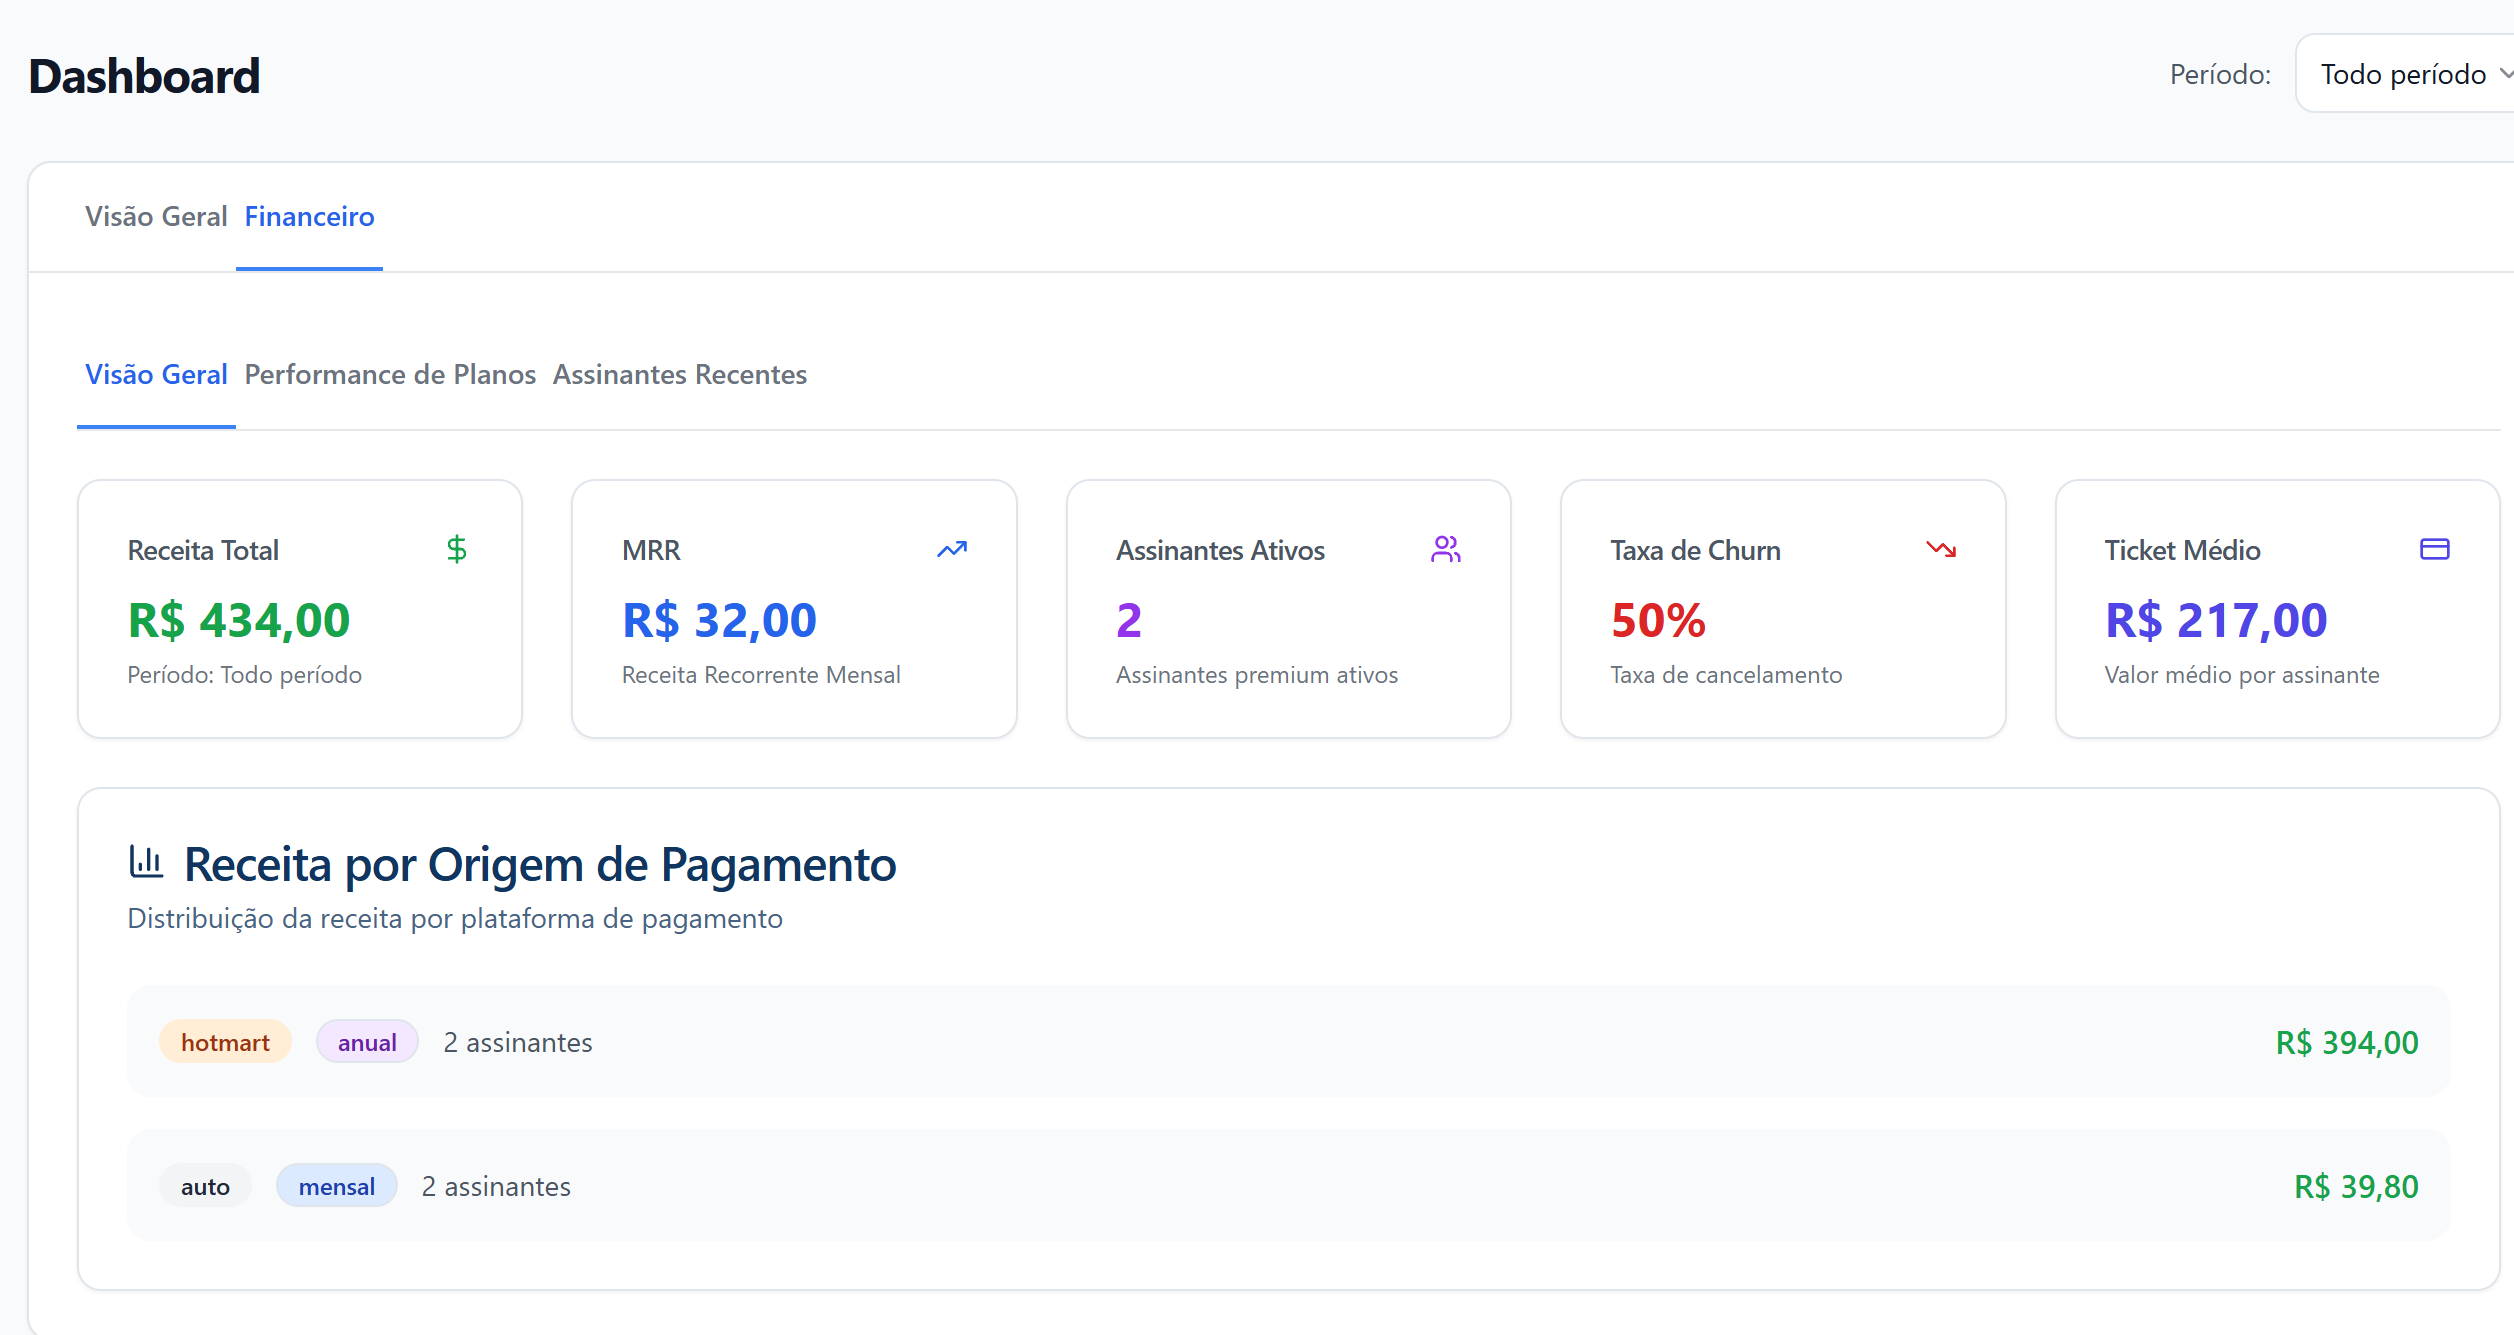 Dashboard
Período: Todo período
Visão Geral Financeiro
Visão Geral Performance de Planos Assinantes Recentes
Receita Total
R$ 434,00
Período: Todo período
MRR
R$ 32,00
Receita Recorrente Mensal
Assinantes Ativos
2
Assinantes premium ativos
Taxa de Churn
50%
Taxa de cancelamento
Ticket Médio
R$ 217,00
Valor médio por assinante
Receita por Origem de Pagamento
Distribuição da receita por plataforma de pagamento
hotmart anual 2 assinantes R$ 394,00
auto mensal 2 assinantes R$ 39,80